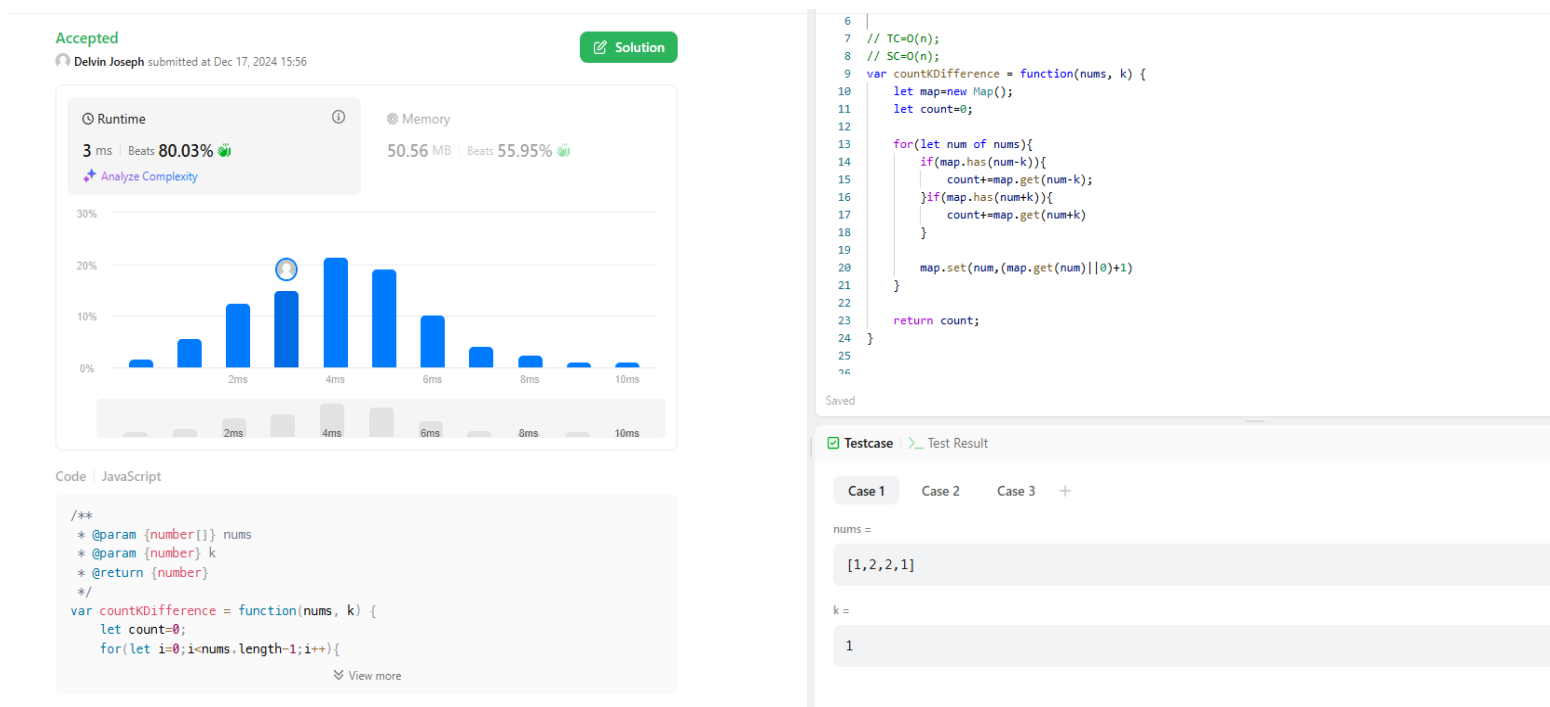 Accepted
Delvin Joseph submitted at Dec 17, 2024 15:56
Solution
Runtime
3 ms Beats 80.03%
Analyze Complexity
Memory
50.56 MB Beats 55.95%
30%
20%
10%
0%
2ms 4ms 6ms 8ms 10ms
2ms 4ms 6ms 8ms 10ms
Code JavaScript
/**
* @param {number[]} nums
* @param {number} k
* @return {number}
*/
var countKDifference = function(nums, k) {
let count=0;
for(let i=0;i<nums.length-1;i++){
View more
6
7 // TC=O(n);
8 // SC=O(n);
9 var countKDifference = function(nums, k) {
10 let map=new Map();
11 let count=0;
12
13 for(let num of nums){
14 if(map.has(num-k)){
15 count+=map.get(num-k);
16 }if(map.has(num+k)){
17 count+=map.get(num+k)
18 }
19
20 map.set(num,(map.get(num)||0)+1)
21 }
22
23 return count;
24 }
25
26
Saved
Testcase >_ Test Result
Case 1 Case 2 Case 3 +
nums =
[1,2,2,1]
k =
1